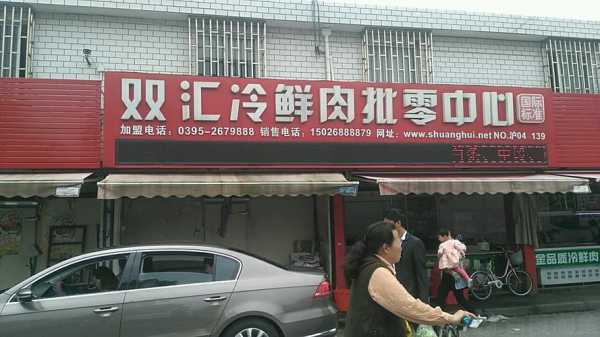 双汇冷鲜肉批零中心
国际
标准
加盟电话：0395-2679888 销售电话：15026888879 网址：www.shuanghui.net NO.沪04 139
金品质冷鲜肉